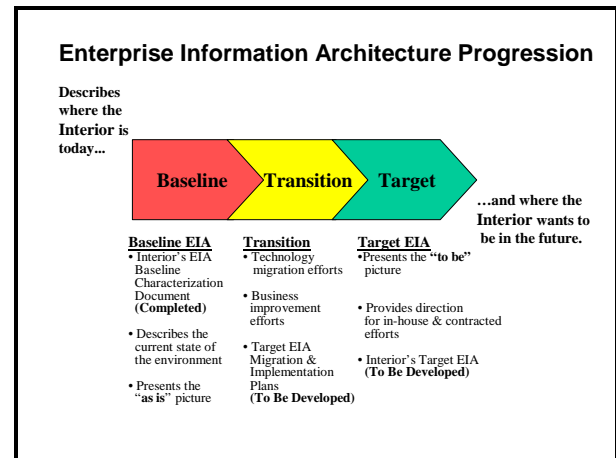 Enterprise Information Architecture Progression
Describes
where the
Interior is
today...
Baseline
Transition
Target
…and where the
Interior wants to
be in the future.
Baseline EIA
• Interior's EIA
Baseline
Characterization
Document
(Completed)
• Describes the
current state of
the environment
• Presents the
“as is” picture
Transition
• Technology
migration efforts
• Business
improvement
efforts
• Target EIA
Migration &
Implementation
Plans
(To Be Developed)
Target EIA
•Presents the “to be”
picture
• Provides direction
for in-house & contracted
efforts
• Interior's Target EIA
(To Be Developed)